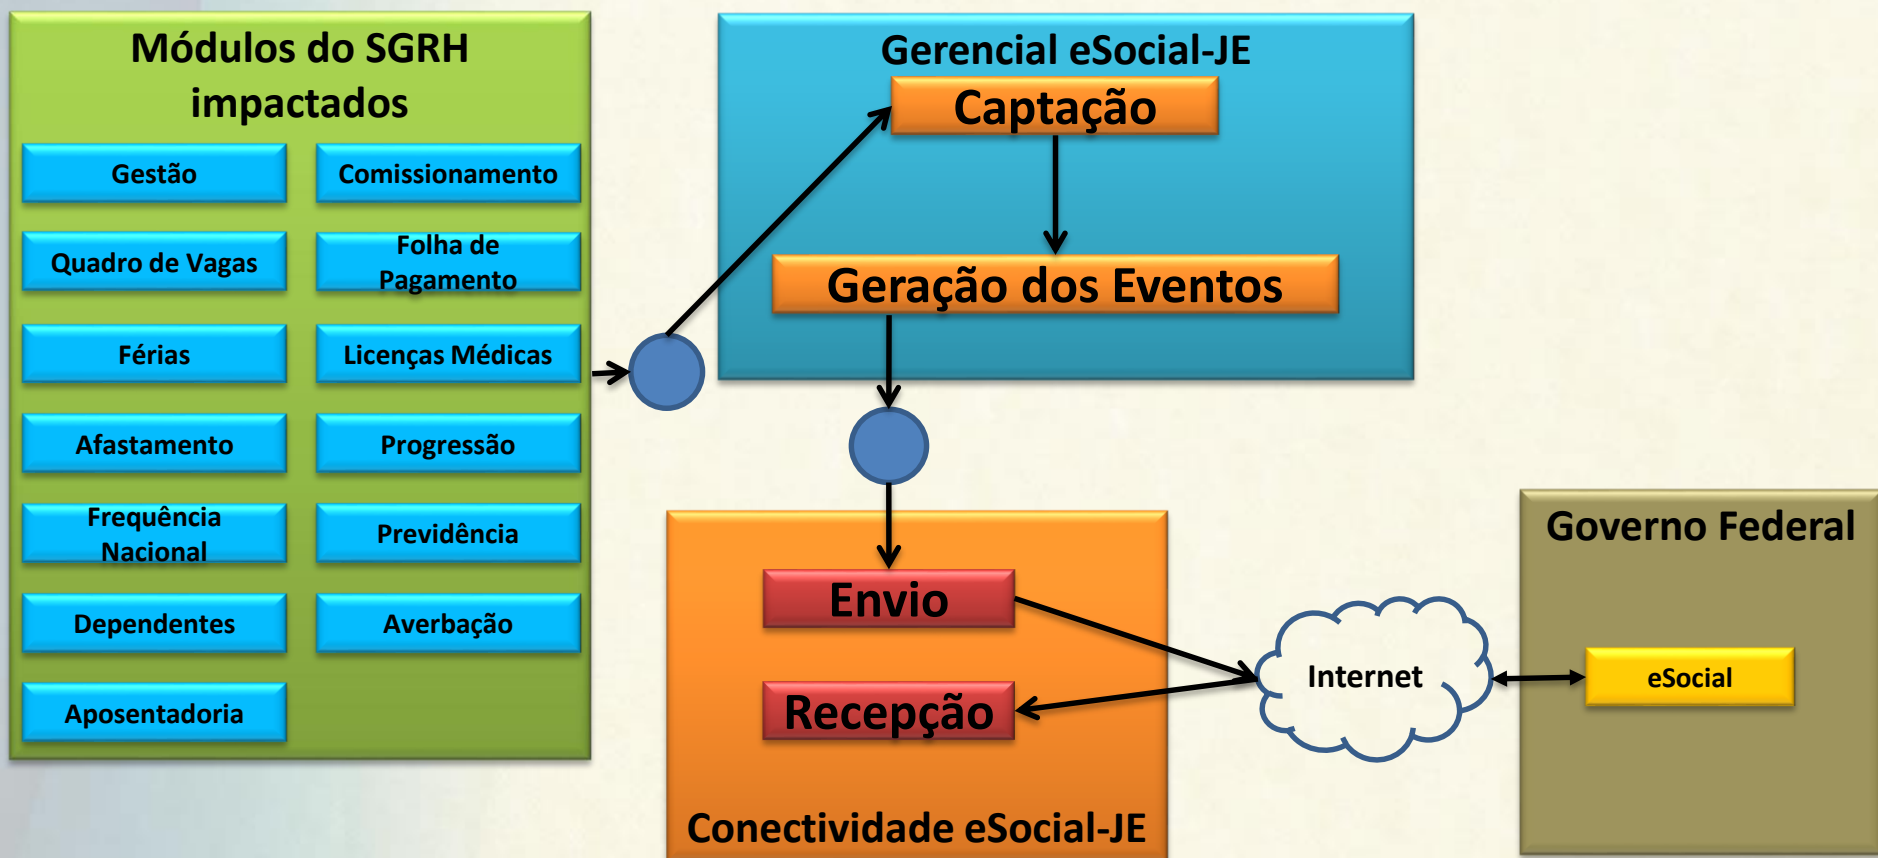 Módulos do SGRH
impactados
Gestão
Comissionamento
Quadro de Vagas
Folha de
Pagamento
Férias
Licenças Médicas
Afastamento
Progressão
Frequência
Nacional
Previdência
Dependentes
Averbação
Aposentadoria
Gerencial eSocial-JE
Captação
Geração dos Eventos
Envio
Recepção
Conectividade eSocial-JE
Internet
Governo Federal
eSocial